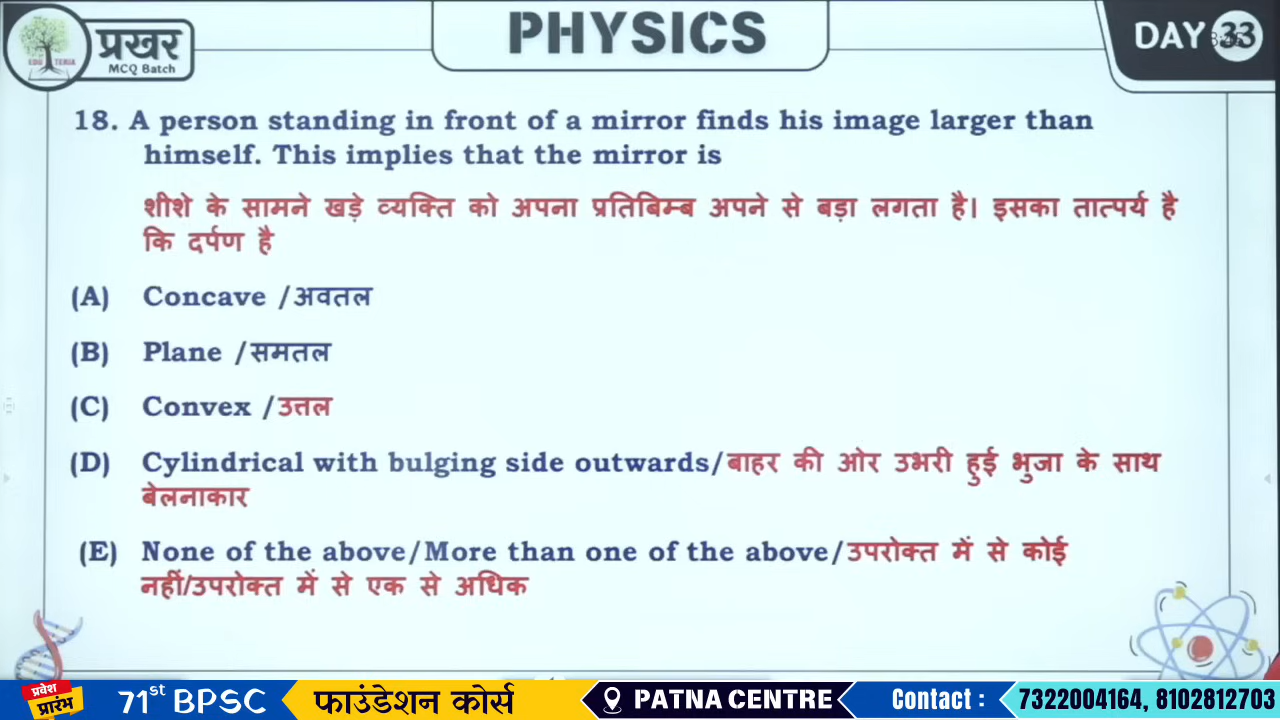 प्रखर
EDU TERIA
MCQ Batch
PHYSICS
DAY 33
18. A person standing in front of a mirror finds his image larger than
himself. This implies that the mirror is
शीशे के सामने खड़े व्यक्ति को अपना प्रतिबिम्ब अपने से बड़ा लगता है। इसका तात्पर्य है
कि दर्पण है
(A) Concave /अवतल
(B) Plane /समतल
(C) Convex /उत्तल
(D) Cylindrical with bulging side outwards/बाहर की ओर उभरी हुई भुजा के साथ
बेलनाकार
(E) None of the above/More than one of the above/उपरोक्त में से कोई
नहीं/उपरोक्त में से एक से अधिक
प्रवेश
प्रारंभ
71st BPSC
फाउंडेशन कोर्स
PATNA CENTRE
Contact :
7322004164, 8102812703